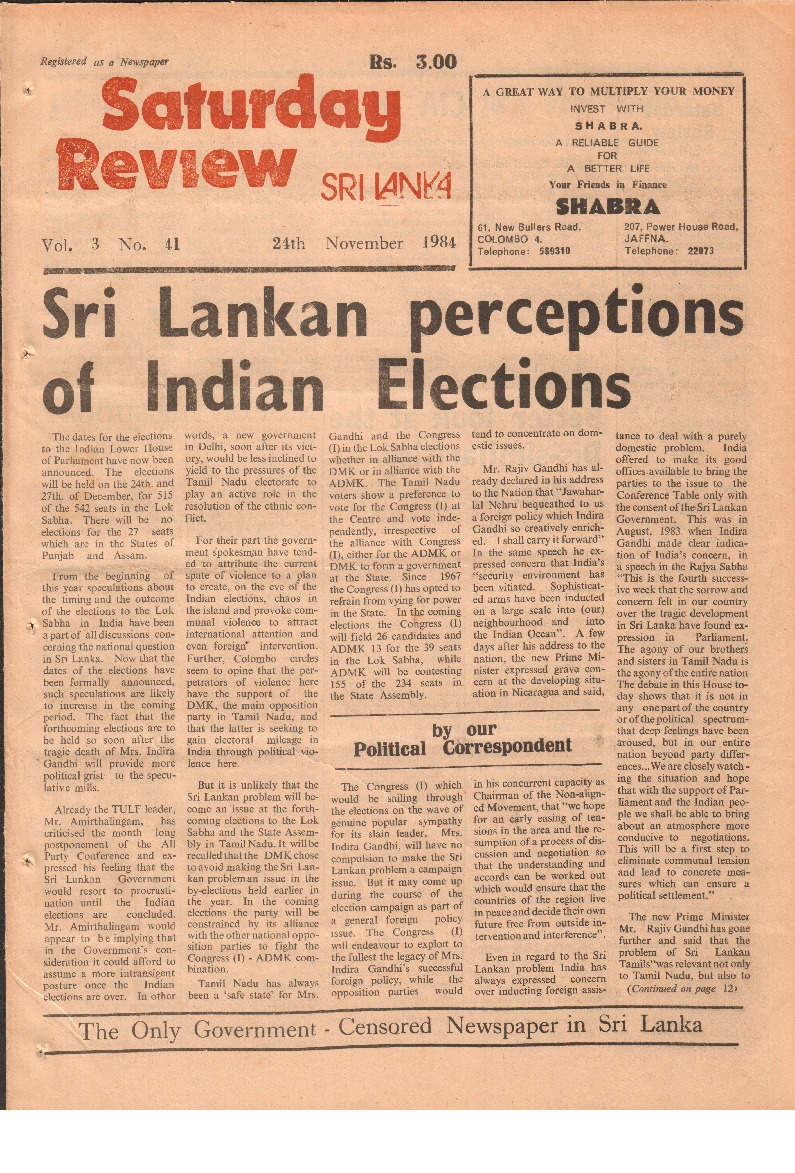 Registered as a Newspaper
Rs. 3.00
Saturday
Review
SRI LANKA
Vol. 3 No. 41 24th November 1984
A GREAT WAY TO MULTIPLY YOUR MONEY
INVEST WITH
SHABRA.
A RELIABLE GUIDE
FOR
A BETTER LIFE
Your Friends in Finance
SHABRA
61, New Bullers Road,
COLOMBO 4.
Telephone: 589310
207, Power House Road,
JAFFNA.
Telephone: 22073
Sri Lankan perceptions
of Indian Elections
The dates for the elections
to the Indian Lower House
of Parliament have now been
announced. The elections
will be held on the 24th. and
27th. of December, for 515
of the 542 seats in the Lok
Sabha. There will be no
elections for the 27 seats
which are in the States of
Punjab and Assam.
From the beginning of
this year speculations about
the timing and the outcome
of the elections to the Lok
Sabha in India have been
a part of all discussions con-
cerning the national question
in Sri Lanka. Now that the
dates of the elections have
been formally announced,
such speculations are likely
to increase in the coming
period. The fact that the
forthcoming elections are to
be held so soon after the
tragic death of Mrs. Indira
Gandhi will provide more
political grist to the specu-
lative mills.
Already the TULF leader,
Mr. Amirthalingam, has
criticised the month long
postponement of the All
Party Conference and ex-
pressed his feeling that the
Sri Lankan Government
would resort to procrasti-
nation until the Indian
elections are concluded.
Mr. Amirthalingam would
appear to be implying that
in the Government's con-
sideration it could afford to
assume a more intransigent
posture once the Indian
elections are over. In other
words, a new government
in Delhi, soon after its vict-
ory, would be less inclined to
yield to the pressures of the
Tamil Nadu electorate to
play an active role in the
resolution of the ethnic con-
flict.
For their part the govern-
ment spokesman have tend-
ed to attribute the current
spate of violence to a plan
to create, on the eve of the
Indian elections, chaos in
the island and provoke com-
munal violence to attract
international attention and
even foreign intervention.
Further, Colombo circles
seem to opine that the per-
petrators of violence here
have the support of the
DMK, the main opposition
party in Tamil Nadu, and
that the latter is seeking to
gain electoral mileage in
India through political vio-
lence here.
But it is unlikely that the
Sri Lankan problem will be-
come an issue at the forth-
coming elections to the Lok
Sabha and the State Assem-
bly in Tamil Nadu. It will be
recalled that the DMK chose
to avoid making the Sri Lan-
kan problem an issue in the
by-elections held earlier in
the year. In the coming
elections the party will be
constrained by its alliance
with the other national oppo-
sition parties to fight the
Congress (I) - ADMK com-
bination.
Tamil Nadu has always
been a 'safe state' for Mrs.
Gandhi and the Congress
(I) in the Lok Sabha elections
whether in alliance with the
DMK or in alliance with the
ADMK. The Tamil Nadu
voters show a preference to
vote for the Congress (I) at
the Centre and vote inde-
pendently, irrespective of
the alliance with Congress
(I), either for the ADMK or
DMK to form a government
at the State. Since 1967
the Congress (I) has opted to
refrain from vying for power
in the State. In the coming
elections the Congress (I)
will field 26 candidates and
ADMK 13 for the 39 seats
in the Lok Sabha, while
ADMK will be contesting
155 of the 234 seats in
the State Assembly.
by our
Political Correspondent
The Congress (I) which
would be sailing through
the elections on the wave of
genuine popular sympathy
for its slain leader, Mrs.
Indira Gandhi, will have no
compulsion to make the Sri
Lankan problem a campaign
issue. But it may come up
during the course of the
election campaign as part of
a general foreign policy
issue. The Congress (I)
will endeavour to exploit to
the fullest the legacy of Mrs.
Indira Gandhi's successful
foreign policy, while the
opposition parties would
tend to concentrate on dom-
estic issues.
Mr. Rajiv Gandhi has al-
ready declared in his address
to the Nation that "Jawahar-
lal Nehru bequeathed to us
a foreign policy which Indira
Gandhi so creatively enrich-
ed. I shall carry it forward"
In the same speech he ex-
pressed concern that India's
"security environment has
been vitiated. Sophisticat-
ed arms have been inducted
on a large scale into (our)
neighbourhood and into
the Indian Ocean". A few
days after his address to the
nation, the new Prime Mi-
nister expressed grave con-
cern at the developing situ-
ation in Nicaragua and said,
in his concurrent capacity as
Chairman of the Non-align-
ed Movement, that "we hope
for an early easing of ten-
sions in the area and the re-
sumption of a process of dis-
cussion and negotiation so
that the understanding and
accords can be worked out
which would ensure that the
countries of the region live
in peace and decide their own
future free from outside in-
tervention and interference".
Even in regard to the Sri
Lankan problem India has
always expressed concern
over inducting foreign assis-
tance to deal with a purely
domestic problem. India
offered to make its good
offices available to bring the
parties to the issue to the
Conference Table only with
the consent of the Sri Lankan
Government. This was in
August, 1983 when Indira
Gandhi made clear indica-
tion of India's concern, in
a speech in the Rajya Sabha
"This is the fourth success-
ive week that the sorrow and
concern felt in our country
over the tragic development
in Sri Lanka have found ex-
pression in Parliament.
The agony of our brothers
and sisters in Tamil Nadu is
the agony of the entire nation
The debate in this House to-
day shows that it is not in
any one part of the country
or of the political spectrum-
that deep feelings have been
aroused, but in our entire
nation beyond party differ-
ences...We are closely watch-
ing the situation and hope
that with the support of Par-
liament and the Indian peo-
ple we shall be able to bring
about an atmosphere more
conducive to negotiations.
This will be a first step to
eliminate communal tension
and lead to concrete mea-
sures which can ensure a
political settlement."
The new Prime Minister
Mr. Rajiv Gandhi has gone
further and said that the
problem of Sri Lankan
Tamils "was relevant not only
to Tamil Nadu, but also to
(Continued on page 12)
The Only Government - Censored Newspaper in Sri Lanka